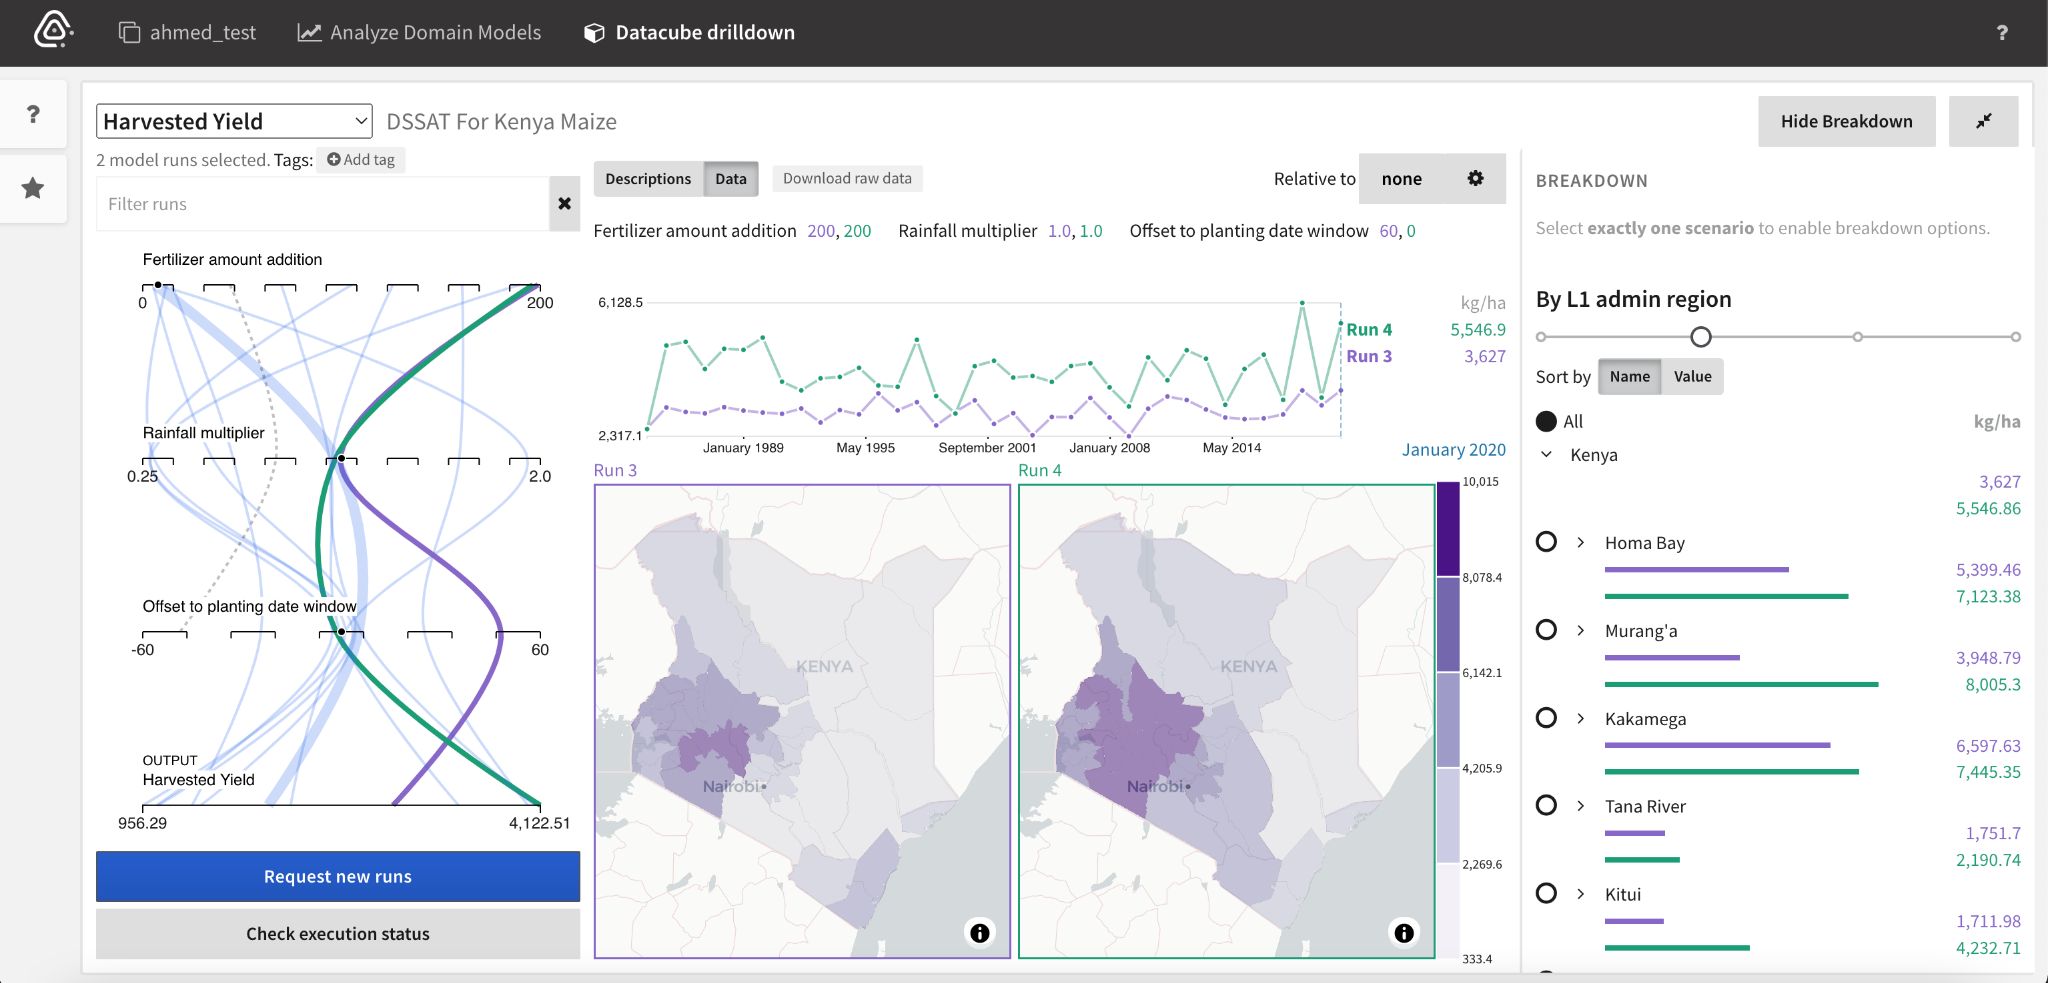 ahmed_test
Analyze Domain Models
Datacube drilldown
?
?
Harvested Yield
DSSAT For Kenya Maize
Hide Breakdown
2 model runs selected. Tags: Add tag
Filter runs
Fertilizer amount addition
0
200
Rainfall multiplier
0.25
2.0
Offset to planting date window
-60
60
OUTPUT
Harvested Yield
956.29
4,122.51
Request new runs
Check execution status
Descriptions
Data
Download raw data
Relative to
none
Fertilizer amount addition 200, 200
Rainfall multiplier 1.0, 1.0
Offset to planting date window 60, 0
6,128.5
2,317.1
January 1989
May 1995
September 2001
January 2008
May 2014
kg/ha
Run 4 5,546.9
Run 3 3,627
January 2020
Run 3
KENYA
Nairobi
Run 4
KENYA
Nairobi
10,015
8,078.4
6,142.1
4,205.9
2,269.6
333.4
BREAKDOWN
Select exactly one scenario to enable breakdown options.
By L1 admin region
Sort by Name Value
All kg/ha
Kenya
3,627
5,546.86
Homa Bay
5,399.46
7,123.38
Murang'a
3,948.79
8,005.3
Kakamega
6,597.63
7,445.35
Tana River
1,751.7
2,190.74
Kitui
1,711.98
4,232.71